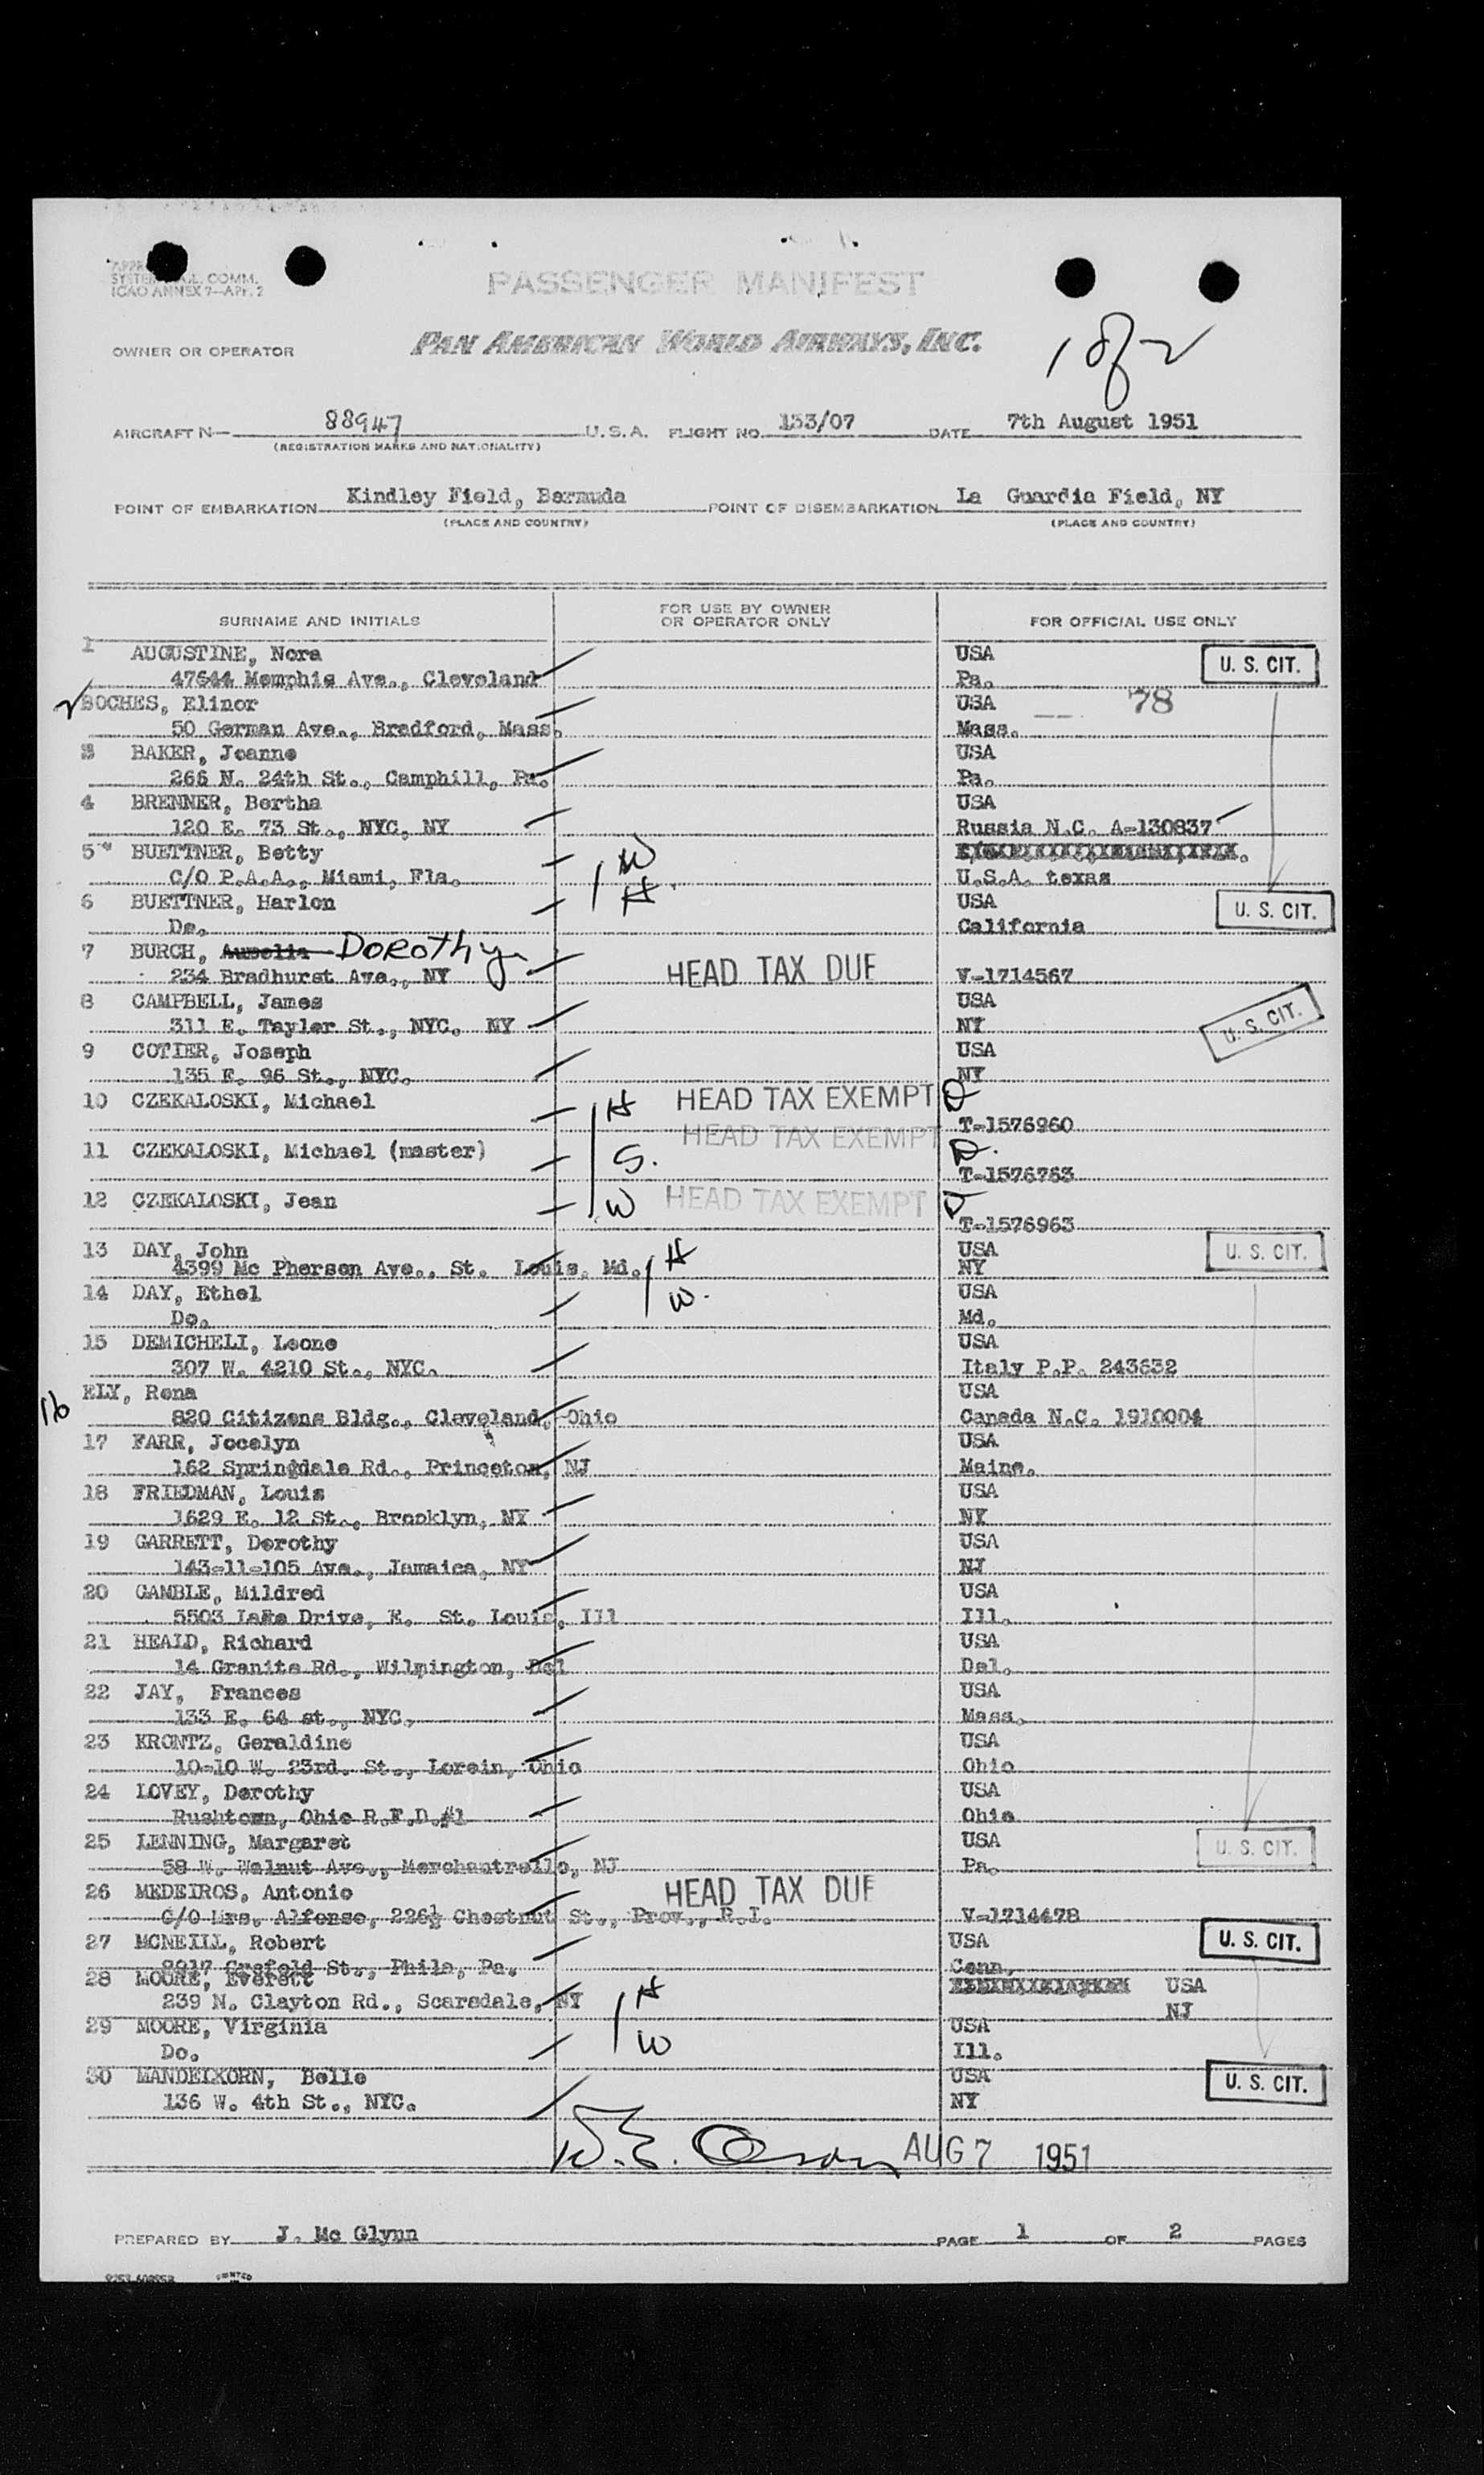 SYSTE
COMM.
ICAO ANNEX 7—APP. 2
PASSENGER MANIFEST
OWNER OR OPERATOR PAN AMERICAN WORLD AIRWAYS, INC.
1 of 2
AIRCRAFT N— 88947 U.S.A. FLIGHT NO. 153/07 DATE 7th August 1951
(REGISTRATION MARKS AND NATIONALITY)
POINT OF EMBARKATION Kindley Field, Bermuda POINT OF DISEMBARKATION La Guardia Field, NY
(PLACE AND COUNTRY) (PLACE AND COUNTRY)
SURNAME AND INITIALS FOR USE BY OWNER OR OPERATOR ONLY FOR OFFICIAL USE ONLY
1 AUGUSTINE, Nora USA U. S. CIT.
Memphis Ave., Cleveland Pa.
BOCHES, Elinor USA 78
50 German Ave., Bradford, Mass. Mass.
3 BAKER, Joanne USA
266 N. 24th St., Camphill, Pa. Pa.
4 BRENNER, Bertha USA
120 E. 73 St., NYC, NY Russia N.C. A-130837
5 BUETTNER, Betty W
C/O P.A.A., Miami, Fla. U.S.A. texas
6 BUETTNER, Harlon H USA U. S. CIT.
Do. California
7 BURCH, Aurelia DOROTHY
234 Bradhurst Ave., NY HEAD TAX DUE V-1714567
8 CAMPBELL, James USA
311 E. Tayler St., NYC. NY NY U. S. CIT.
9 COTIER, Joseph USA
135 E. 96 St., NYC. NY
10 CZEKALOSKI, Michael H HEAD TAX EXEMPT D
T-1576960
HEAD TAX EXEMPT
11 CZEKALOSKI, Michael (master) S. D.
T-1576763
12 CZEKALOSKI, Jean W HEAD TAX EXEMPT D
T-1576963
13 DAY, John H USA U. S. CIT.
4399 Mc Pherson Ave., St. Louis, Md. NY
14 DAY, Ethel W. USA
Do. Md.
15 DEMICHELI, Leone USA
307 W. 4210 St., NYC. Italy P.P. 243632
16 ELY, Rena USA
820 Citizens Bldg., Cleveland, Ohio Canada N.C. 1910004
17 FARR, Jocelyn USA
162 Springdale Rd., Princeton, NJ Maine.
18 FRIEDMAN, Louis USA
1629 E. 12 St., Brooklyn, NY NY
19 GARRETT, Dorothy USA
143-11-105 Ave., Jamaica, NY NJ
20 GAMBLE, Mildred USA
5503 Lake Drive, E. St. Louis, Ill Ill.
21 HEALD, Richard USA
14 Granite Rd., Wilmington, Del Del.
22 JAY, Frances USA
133 E. 64 st., NYC. Mass.
23 KRONTZ, Geraldine USA
10-10 W. 23rd. St., Lorain, Ohio Ohio
24 LOVEY, Dorothy USA
Rushtown, Ohio R.F.D.#1 Ohio
25 LENNING, Margaret USA U. S. CIT.
58 W. Walnut Ave., NJ Pa.
26 MEDEIROS, Antonio HEAD TAX DUE
C/O Mrs. Alfonso, 226½ Chestnut St., Prov., R.I. V-1714478
27 MCNEILL, Robert USA U. S. CIT.
Crefeld St., Phila, Pa. Conn.
28 MOORE, Everett H USA
239 N. Clayton Rd., Scarsdale, NY NJ
29 MOORE, Virginia W USA
Do. Ill.
30 MANDELKORN, Belle USA U. S. CIT.
136 W. 4th St., NYC. NY
AUG 7 1951
PREPARED BY J. Mc Glynn PAGE 1 OF 2 PAGES
PRINTED